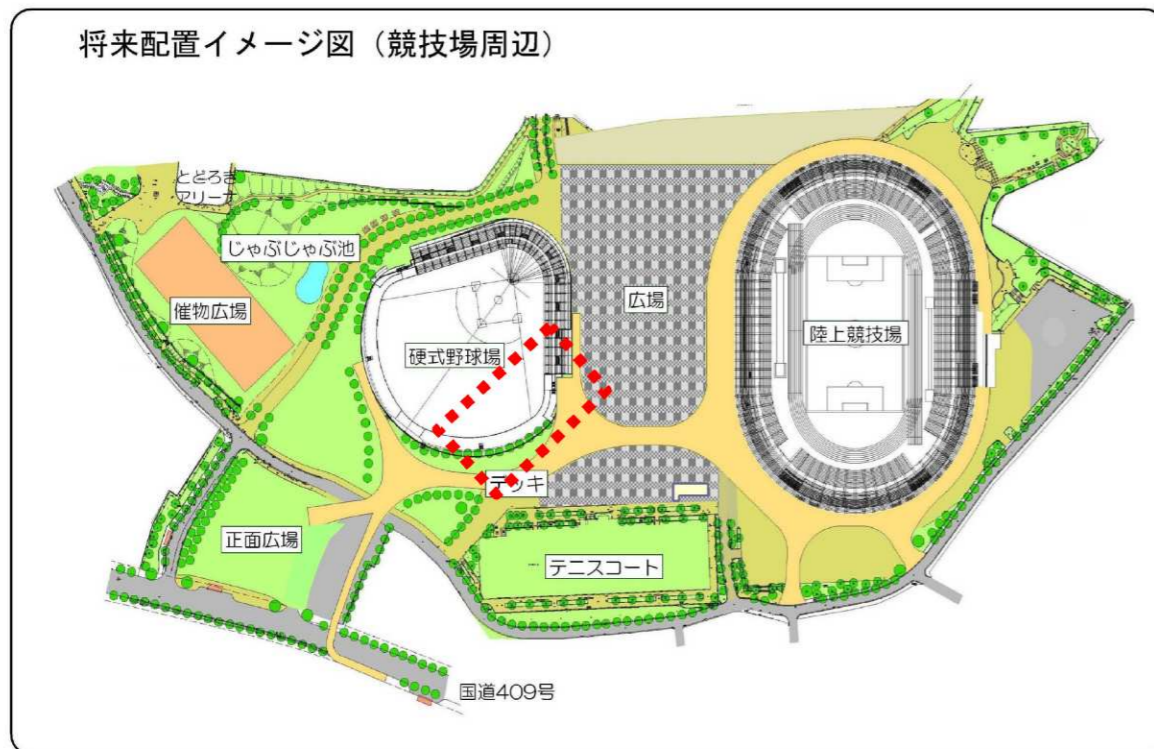 将来配置イメージ図（競技場周辺）
とどろき
アリーナ
じゃぶじゃぶ池
催物広場
広場
硬式野球場
陸上競技場
デッキ
正面広場
テニスコート
国道409号